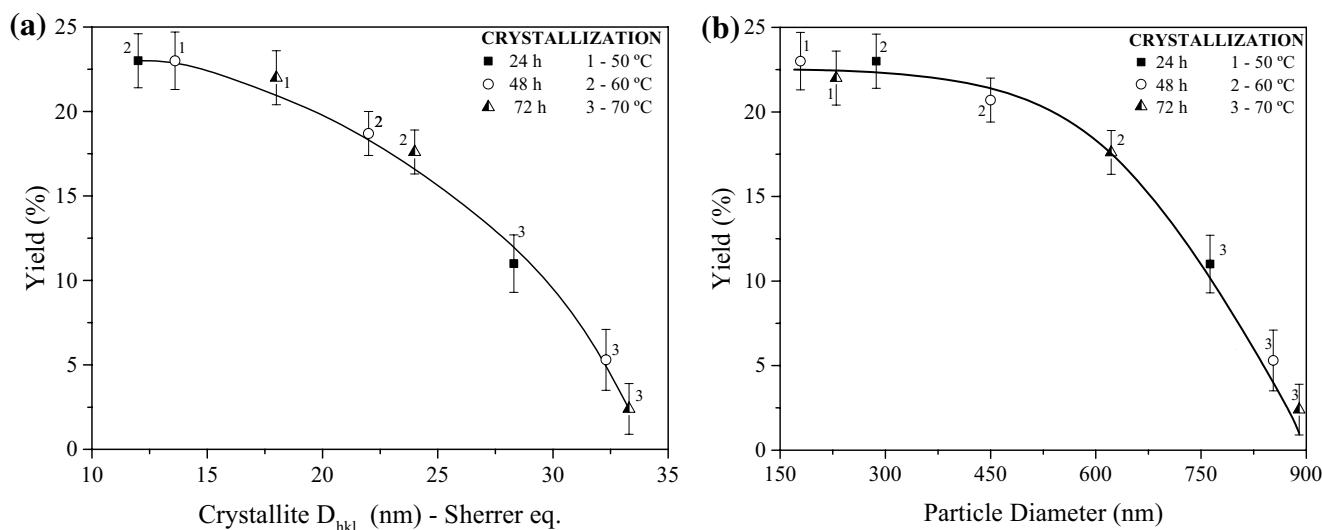 (a)
25
20
15
10
5
0
Yield (%)
CRYSTALLIZATION
24 h 1 - 50 ºC
48 h 2 - 60 ºC
72 h 3 - 70 ºC
2
1
1
2
2
3
3
3
10 15 20 25 30 35
Crystallite D_hkl (nm) - Sherrer eq.
(b)
25
20
15
10
5
0
Yield (%)
CRYSTALLIZATION
24 h 1 - 50 ºC
48 h 2 - 60 ºC
72 h 3 - 70 ºC
1
1
2
2
2
3
3
3
150 300 450 600 750 900
Particle Diameter (nm)